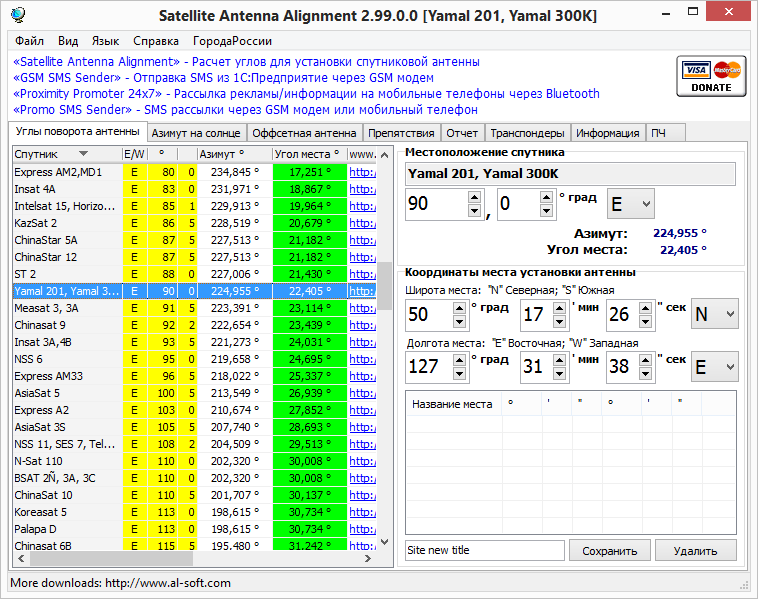 Satellite Antenna Alignment 2.99.0.0 [Yamal 201, Yamal 300K]
Файл Вид Язык Справка ГородаРоссии
«Satellite Antenna Alignment» - Расчет углов для установки спутниковой антенны
«GSM SMS Sender» - Отправка SMS из 1С:Предприятие через GSM модем
«Proximity Promoter 24x7» - Рассылка рекламы/информации на мобильные телефоны через Bluetooth
«Promo SMS Sender» - SMS рассылки через GSM модем или мобильный телефон
VISA MasterCard
DONATE
Углы поворота антенны Азимут на солнце Оффсетная антенна Препятствия Отчет Транспондеры Информация ПЧ
Спутник E/W ° Азимут ° Угол места ° www.
Express AM2,MD1 E 80 0 234,845 ° 17,251 ° http:/
Insat 4A E 83 0 231,971 ° 18,867 ° http:/
Intelsat 15, Horizo... E 85 1 229,913 ° 19,964 ° http:/
KazSat 2 E 86 5 228,519 ° 20,679 ° http:/
ChinaStar 5A E 87 5 227,513 ° 21,182 ° http:/
ChinaStar 12 E 87 5 227,513 ° 21,182 ° http:/
ST 2 E 88 0 227,006 ° 21,430 ° http:/
Yamal 201, Yamal 3... E 90 0 224,955 ° 22,405 ° http:/
Measat 3, 3A E 91 5 223,391 ° 23,114 ° http:/
Chinasat 9 E 92 2 222,654 ° 23,439 ° http:/
Insat 3A,4B E 93 5 221,273 ° 24,031 ° http:/
NSS 6 E 95 0 219,658 ° 24,695 ° http:/
Express AM33 E 96 5 218,022 ° 25,337 ° http:/
AsiaSat 5 E 100 5 213,549 ° 26,939 ° http:/
Express A2 E 103 0 210,674 ° 27,852 ° http:/
AsiaSat 3S E 105 5 207,740 ° 28,693 ° http:/
NSS 11, SES 7, Tel... E 108 2 204,509 ° 29,513 ° http:/
N-Sat 110 E 110 0 202,320 ° 30,008 ° http:/
BSAT 2Ñ, 3A, 3C E 110 0 202,320 ° 30,008 ° http:/
ChinaSat 10 E 110 5 201,707 ° 30,137 ° http:/
Koreasat 5 E 113 0 198,615 ° 30,734 ° http:/
Palapa D E 113 0 198,615 ° 30,734 ° http:/
Chinasat 6B E 115 5 195,480 ° 31,242 ° http:/
Местоположение спутника
Yamal 201, Yamal 300K
90 , 0 ° град E
Азимут: 224,955 °
Угол места: 22,405 °
Координаты места установки антенны
Широта места: "N" Северная; "S" Южная
50 ° град 17 ' мин 26 " сек N
Долгота места: "E" Восточная; "W" Западная
127 ° град 31 ' мин 38 " сек E
Название места ° ' " ° ' "
Site new title Сохранить Удалить
More downloads: http://www.al-soft.com